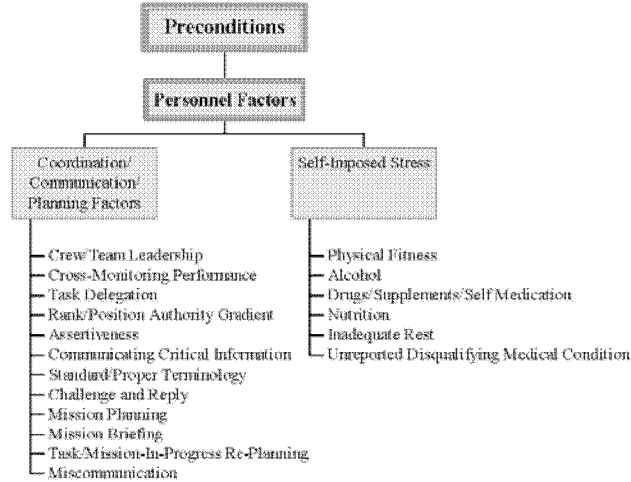 Preconditions
Personnel Factors
Coordination/
Communication/
Planning Factors
Crew/Team Leadership
Cross-Monitoring Performance
Task Delegation
Rank/Position Authority Gradient
Assertiveness
Communicating Critical Information
Standard/Proper Terminology
Challenge and Reply
Mission Planning
Mission Briefing
Task/Mission-In-Progress Re-Planning
Miscommunication
Self-Imposed Stress
Physical Fitness
Alcohol
Drugs/Supplements/Self Medication
Nutrition
Inadequate Rest
Unreported Disqualifying Medical Condition